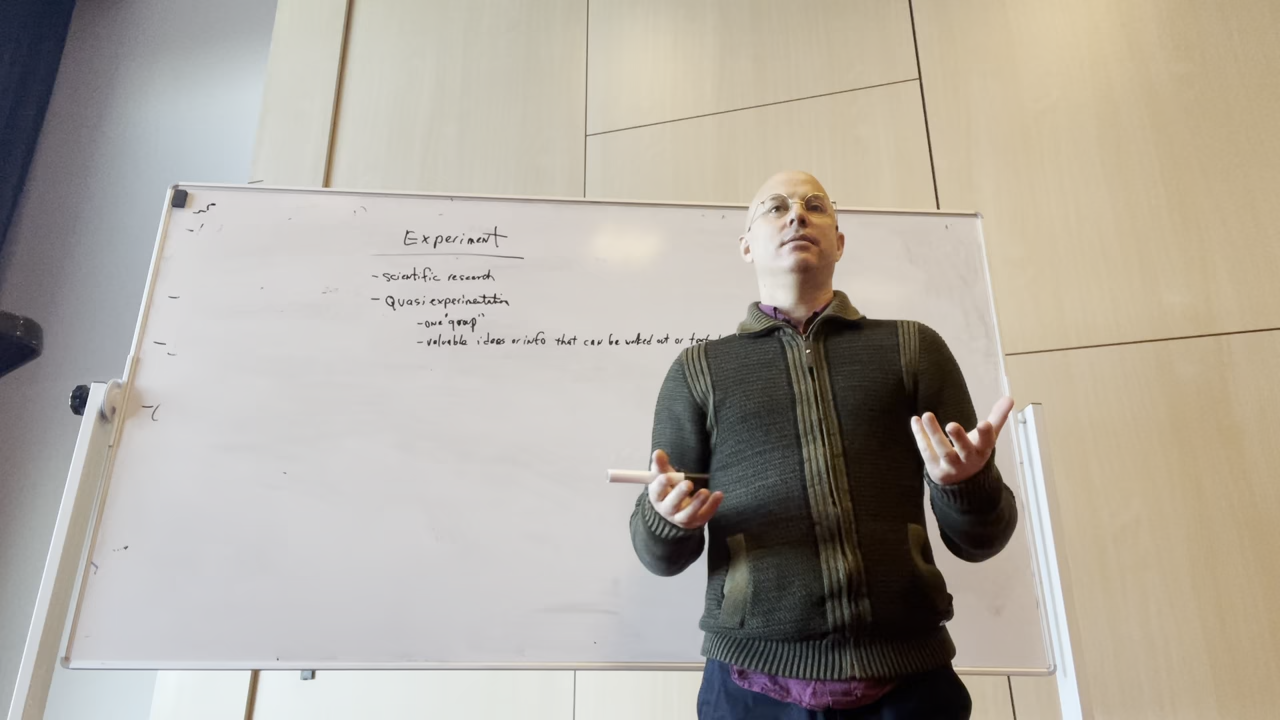 Experiment
- scientific research
- Quasi experimentation
- one "group"
- valuable ideas or info that can be worked out or